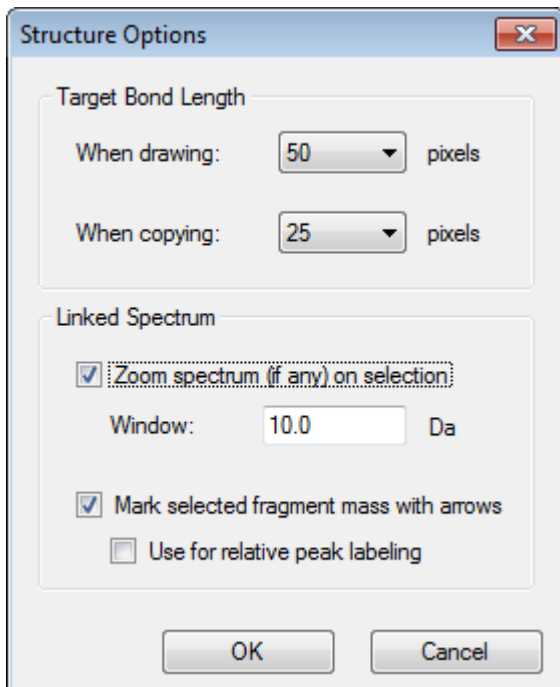 Structure Options
Target Bond Length
When drawing: 50 pixels
When copying: 25 pixels
Linked Spectrum
Zoom spectrum (if any) on selection
Window: 10.0 Da
Mark selected fragment mass with arrows
Use for relative peak labeling
OK Cancel